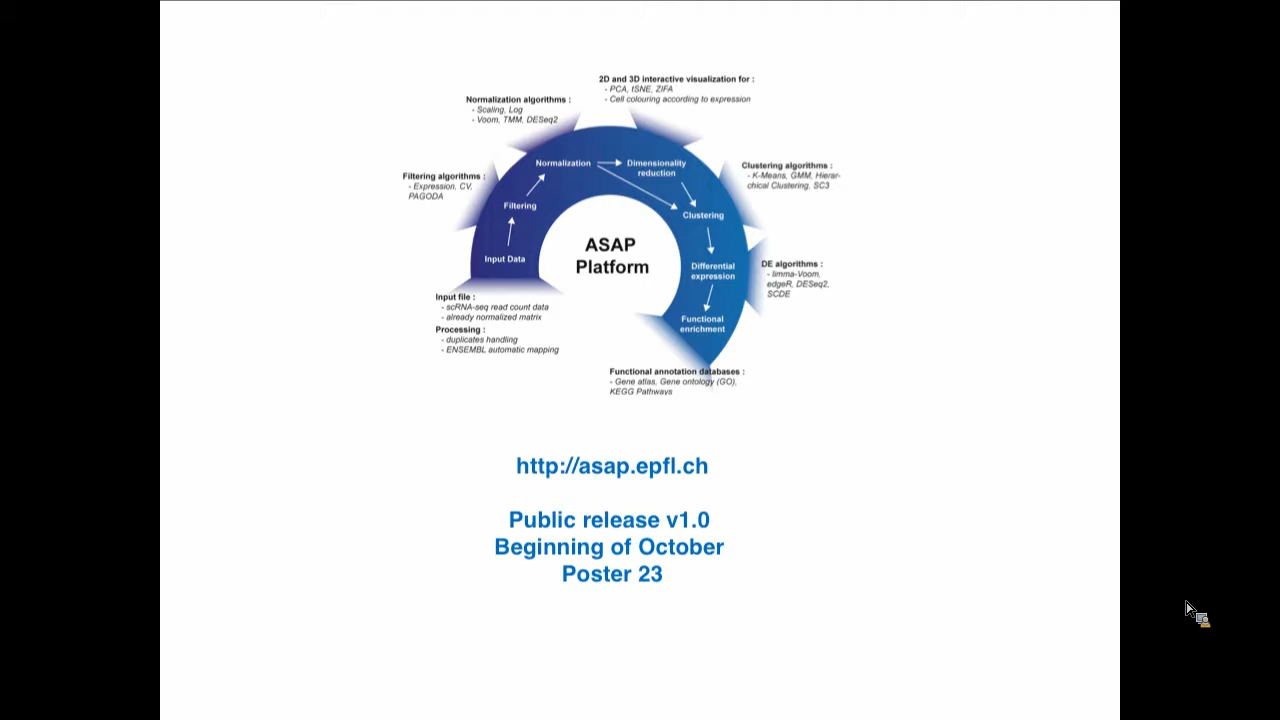 2D and 3D interactive visualization for :
- PCA, tSNE, ZIFA
- Cell colouring according to expression
Normalization algorithms :
- Scaling, Log
- Voom, TMM, DESeq2
Filtering algorithms :
- Expression, CV,
PAGODA
Clustering algorithms :
- K-Means, GMM, Hierar-
chical Clustering, SC3
DE algorithms :
- limma-Voom,
edgeR, DESeq2,
SCDE
Input Data
Filtering
Normalization
Dimensionality
reduction
Clustering
Differential
expression
Functional
enrichment
ASAP
Platform
Input file :
- scRNA-seq read count data
- already normalized matrix
Processing :
- duplicates handling
- ENSEMBL automatic mapping
Functional annotation databases :
- Gene atlas, Gene ontology (GO),
KEGG Pathways
http://asap.epfl.ch
Public release v1.0
Beginning of October
Poster 23